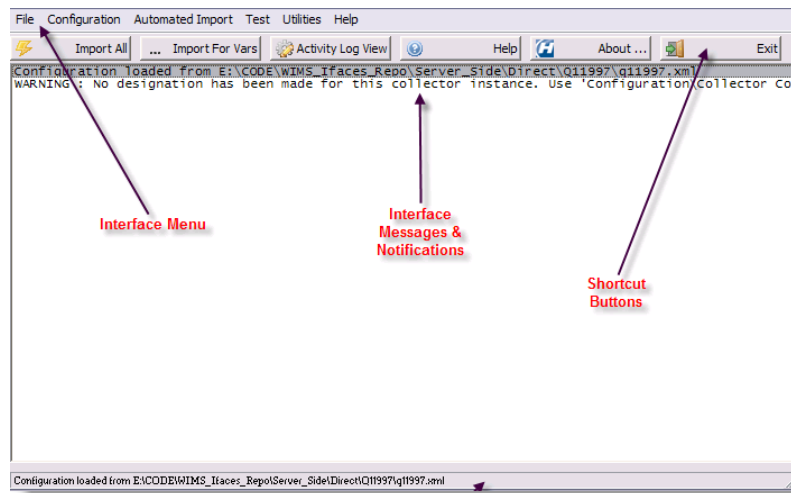 File Configuration Automated Import Test Utilities Help
Import All ... Import For Vars Activity Log View Help About ... Exit
Configuration loaded from E:\CODE\WIMS_Ifaces_Repo\Server_Side\Direct\Q11997\q11997.xml
WARNING : No designation has been made for this collector instance. Use 'Configuration\Collector Co
Interface Menu
Interface
Messages &
Notifications
Shortcut
Buttons
Configuration loaded from E:\CODE\WIMS_Ifaces_Repo\Server_Side\Direct\Q11997\q11997.xml